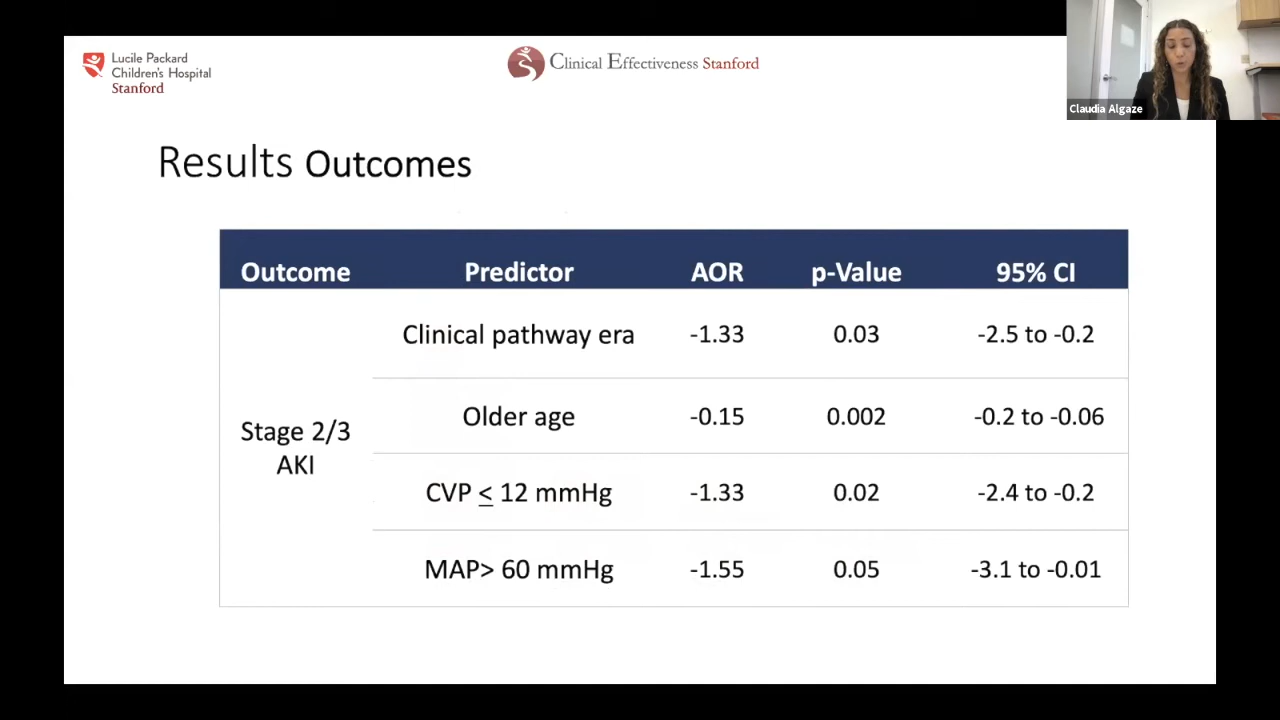 Lucile Packard
Children's Hospital
Stanford
Clinical Effectiveness Stanford
Claudia Algaze
Results Outcomes
Outcome Predictor AOR p-Value 95% CI
Clinical pathway era -1.33 0.03 -2.5 to -0.2
Older age -0.15 0.002 -0.2 to -0.06
Stage 2/3
AKI
CVP ≤ 12 mmHg -1.33 0.02 -2.4 to -0.2
MAP> 60 mmHg -1.55 0.05 -3.1 to -0.01